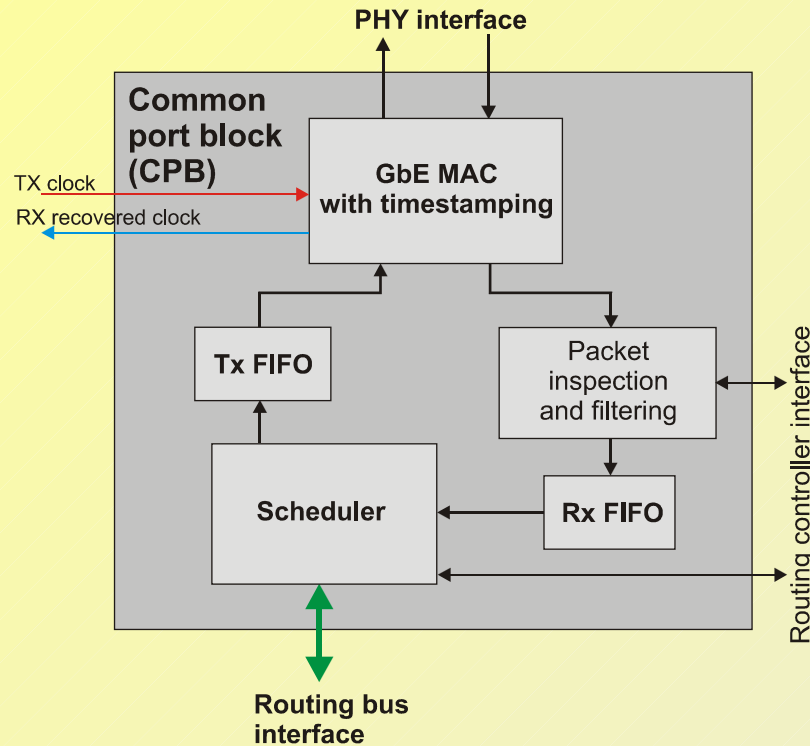 PHY interface
Common
port block
(CPB)
GbE MAC
with timestamping
TX clock
RX recovered clock
Tx FIFO
Packet
inspection
and filtering
Scheduler
Rx FIFO
Routing controller interface
Routing bus
interface